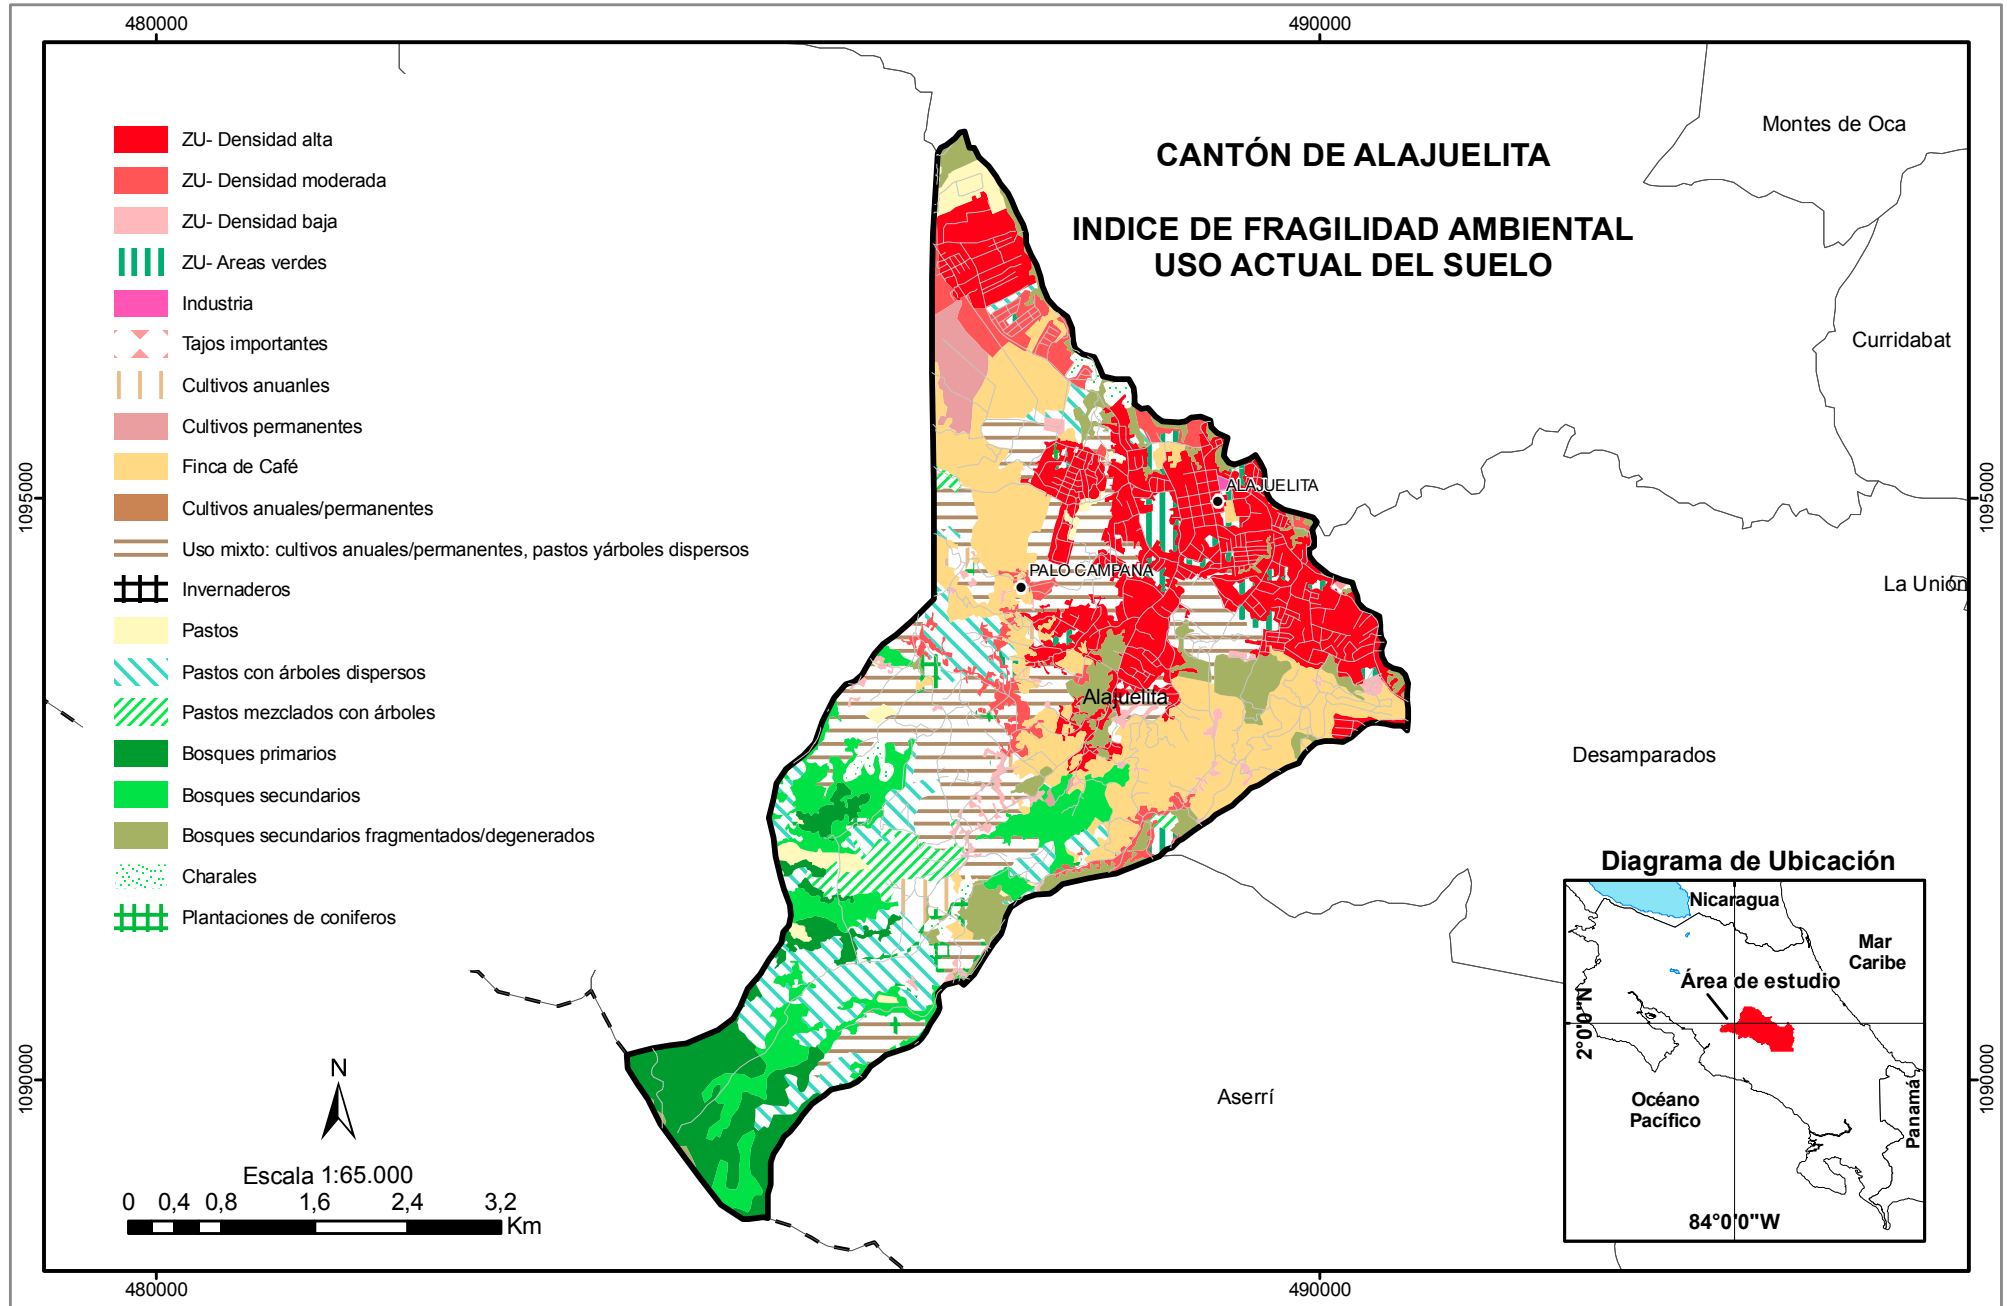 480000
490000
CANTÓN DE ALAJUELITA
INDICE DE FRAGILIDAD AMBIENTAL
USO ACTUAL DEL SUELO
ZU- Densidad alta
ZU- Densidad moderada
ZU- Densidad baja
ZU- Areas verdes
Industria
Tajos importantes
Cultivos anuanles
Cultivos permanentes
Finca de Café
Cultivos anuales/permanentes
Uso mixto: cultivos anuales/permanentes, pastos yárboles dispersos
Invernaderos
Pastos
Pastos con árboles dispersos
Pastos mezclados con árboles
Bosques primarios
Bosques secundarios
Bosques secundarios fragmentados/degenerados
Charales
Plantaciones de coniferos
Montes de Oca
Curridabat
La Unión
Desamparados
Aserrí
ALAJUELITA
PALO CAMPANA
Alajuelita
1095000
1095000
1090000
1090000
N
Escala 1:65.000
0 0,4 0,8 1,6 2,4 3,2
Km
Diagrama de Ubicación
Nicaragua
Mar
Caribe
Área de estudio
2°0'0"N
Océano
Pacífico
Panamá
84°0'0"W
480000
490000